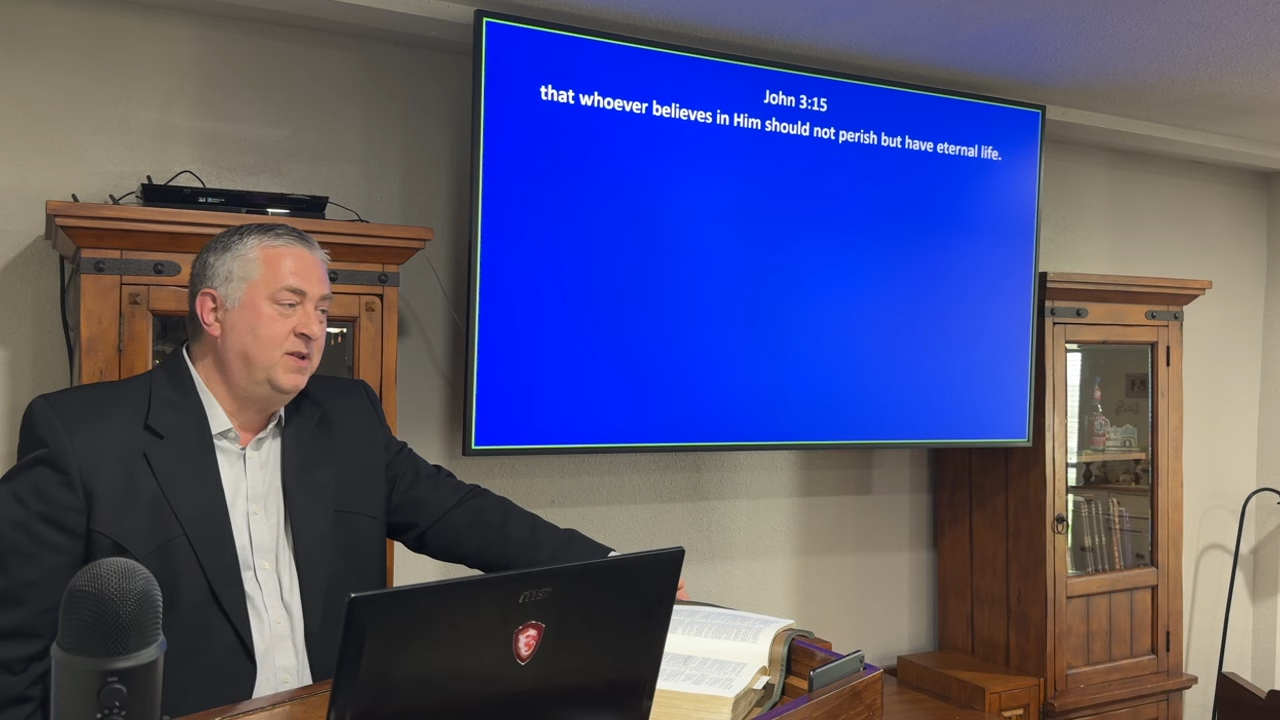 John 3:15
that whoever believes in Him should not perish but have eternal life.
msi